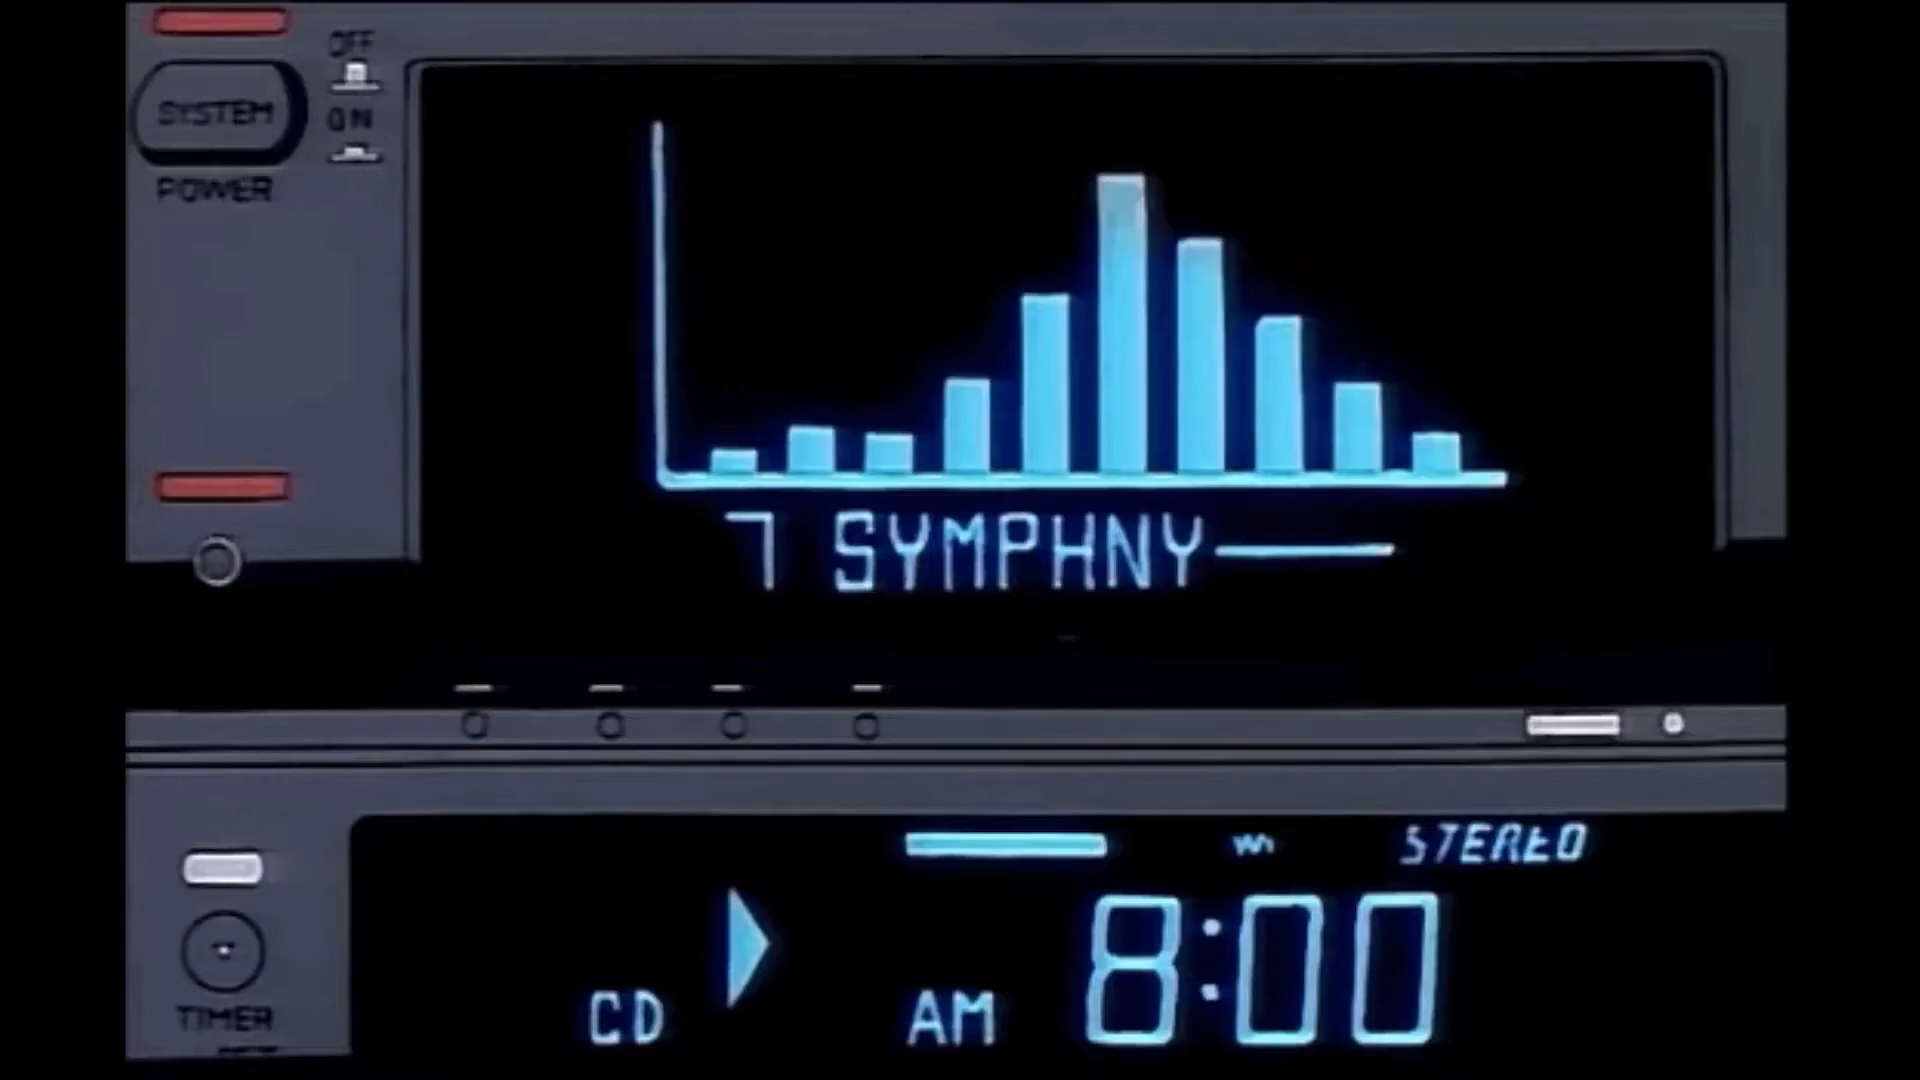 OFF
SYSTEM
ON
POWER
7 SYMPHNY
STEREO
CD
AM
8:00
TIMER